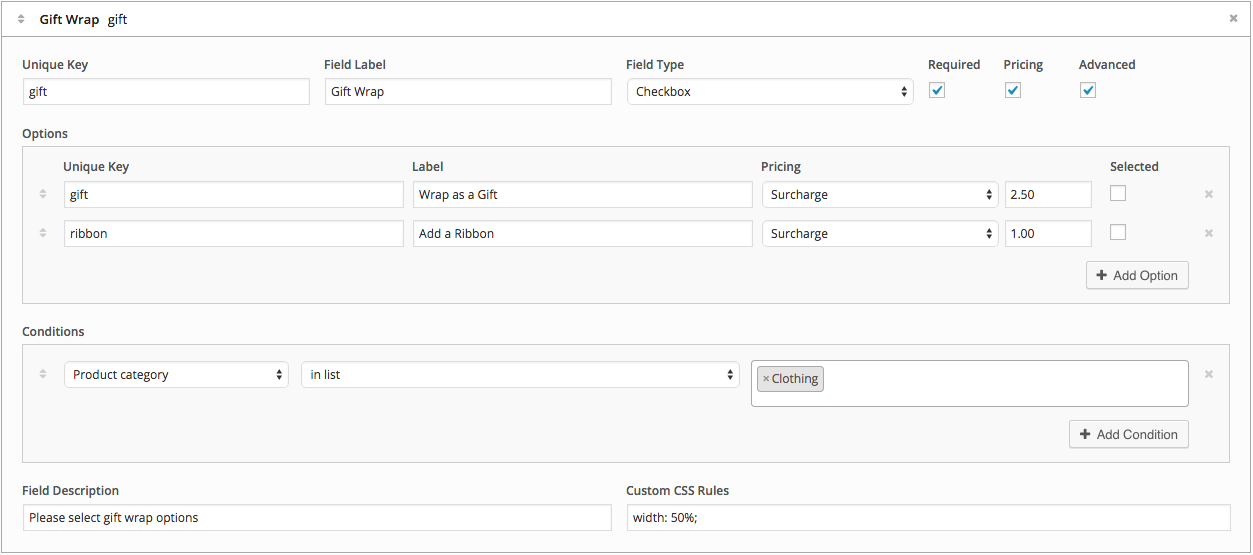 Gift Wrap gift
Unique Key Field Label Field Type Required Pricing Advanced
gift Gift Wrap Checkbox
Options
Unique Key Label Pricing Selected
gift Wrap as a Gift Surcharge 2.50
ribbon Add a Ribbon Surcharge 1.00
Add Option
Conditions
Product category in list Clothing
Add Condition
Field Description Custom CSS Rules
Please select gift wrap options width: 50%;